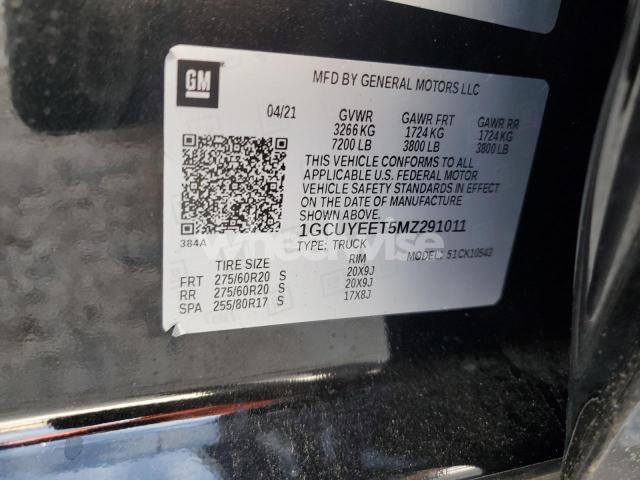 GM
MFD BY GENERAL MOTORS LLC
04/21 GVWR GAWR FRT GAWR RR
3266 KG 1724 KG 1724 KG
7200 LB 3800 LB 3800 LB
THIS VEHICLE CONFORMS TO ALL
APPLICABLE U.S. FEDERAL MOTOR
VEHICLE SAFETY STANDARDS IN EFFECT
ON THE DATE OF MANUFACTURE
SHOWN ABOVE.
384A
1GCUYEET5MZ291011
TYPE: TRUCK MODEL: 51CK10543
TIRE SIZE RIM
FRT 275/60R20 S 20X9J
RR 275/60R20 S 20X9J
SPA 255/80R17 S 17X8J
wheelwise